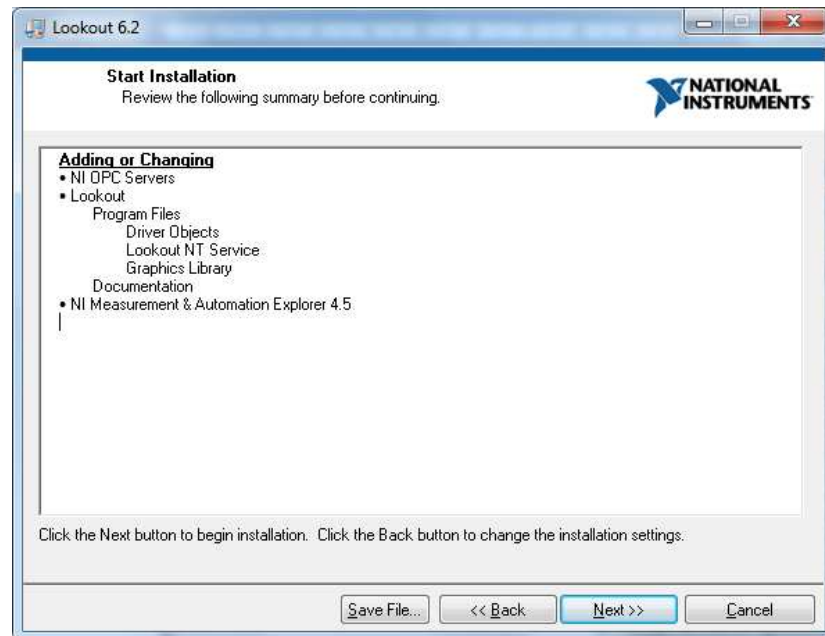 Lookout 6.2
Start Installation
Review the following summary before continuing.
NATIONAL
INSTRUMENTS
Adding or Changing
• NI OPC Servers
• Lookout
Program Files
Driver Objects
Lookout NT Service
Graphics Library
Documentation
• NI Measurement & Automation Explorer 4.5
Click the Next button to begin installation. Click the Back button to change the installation settings.
Save File... << Back Next >> Cancel